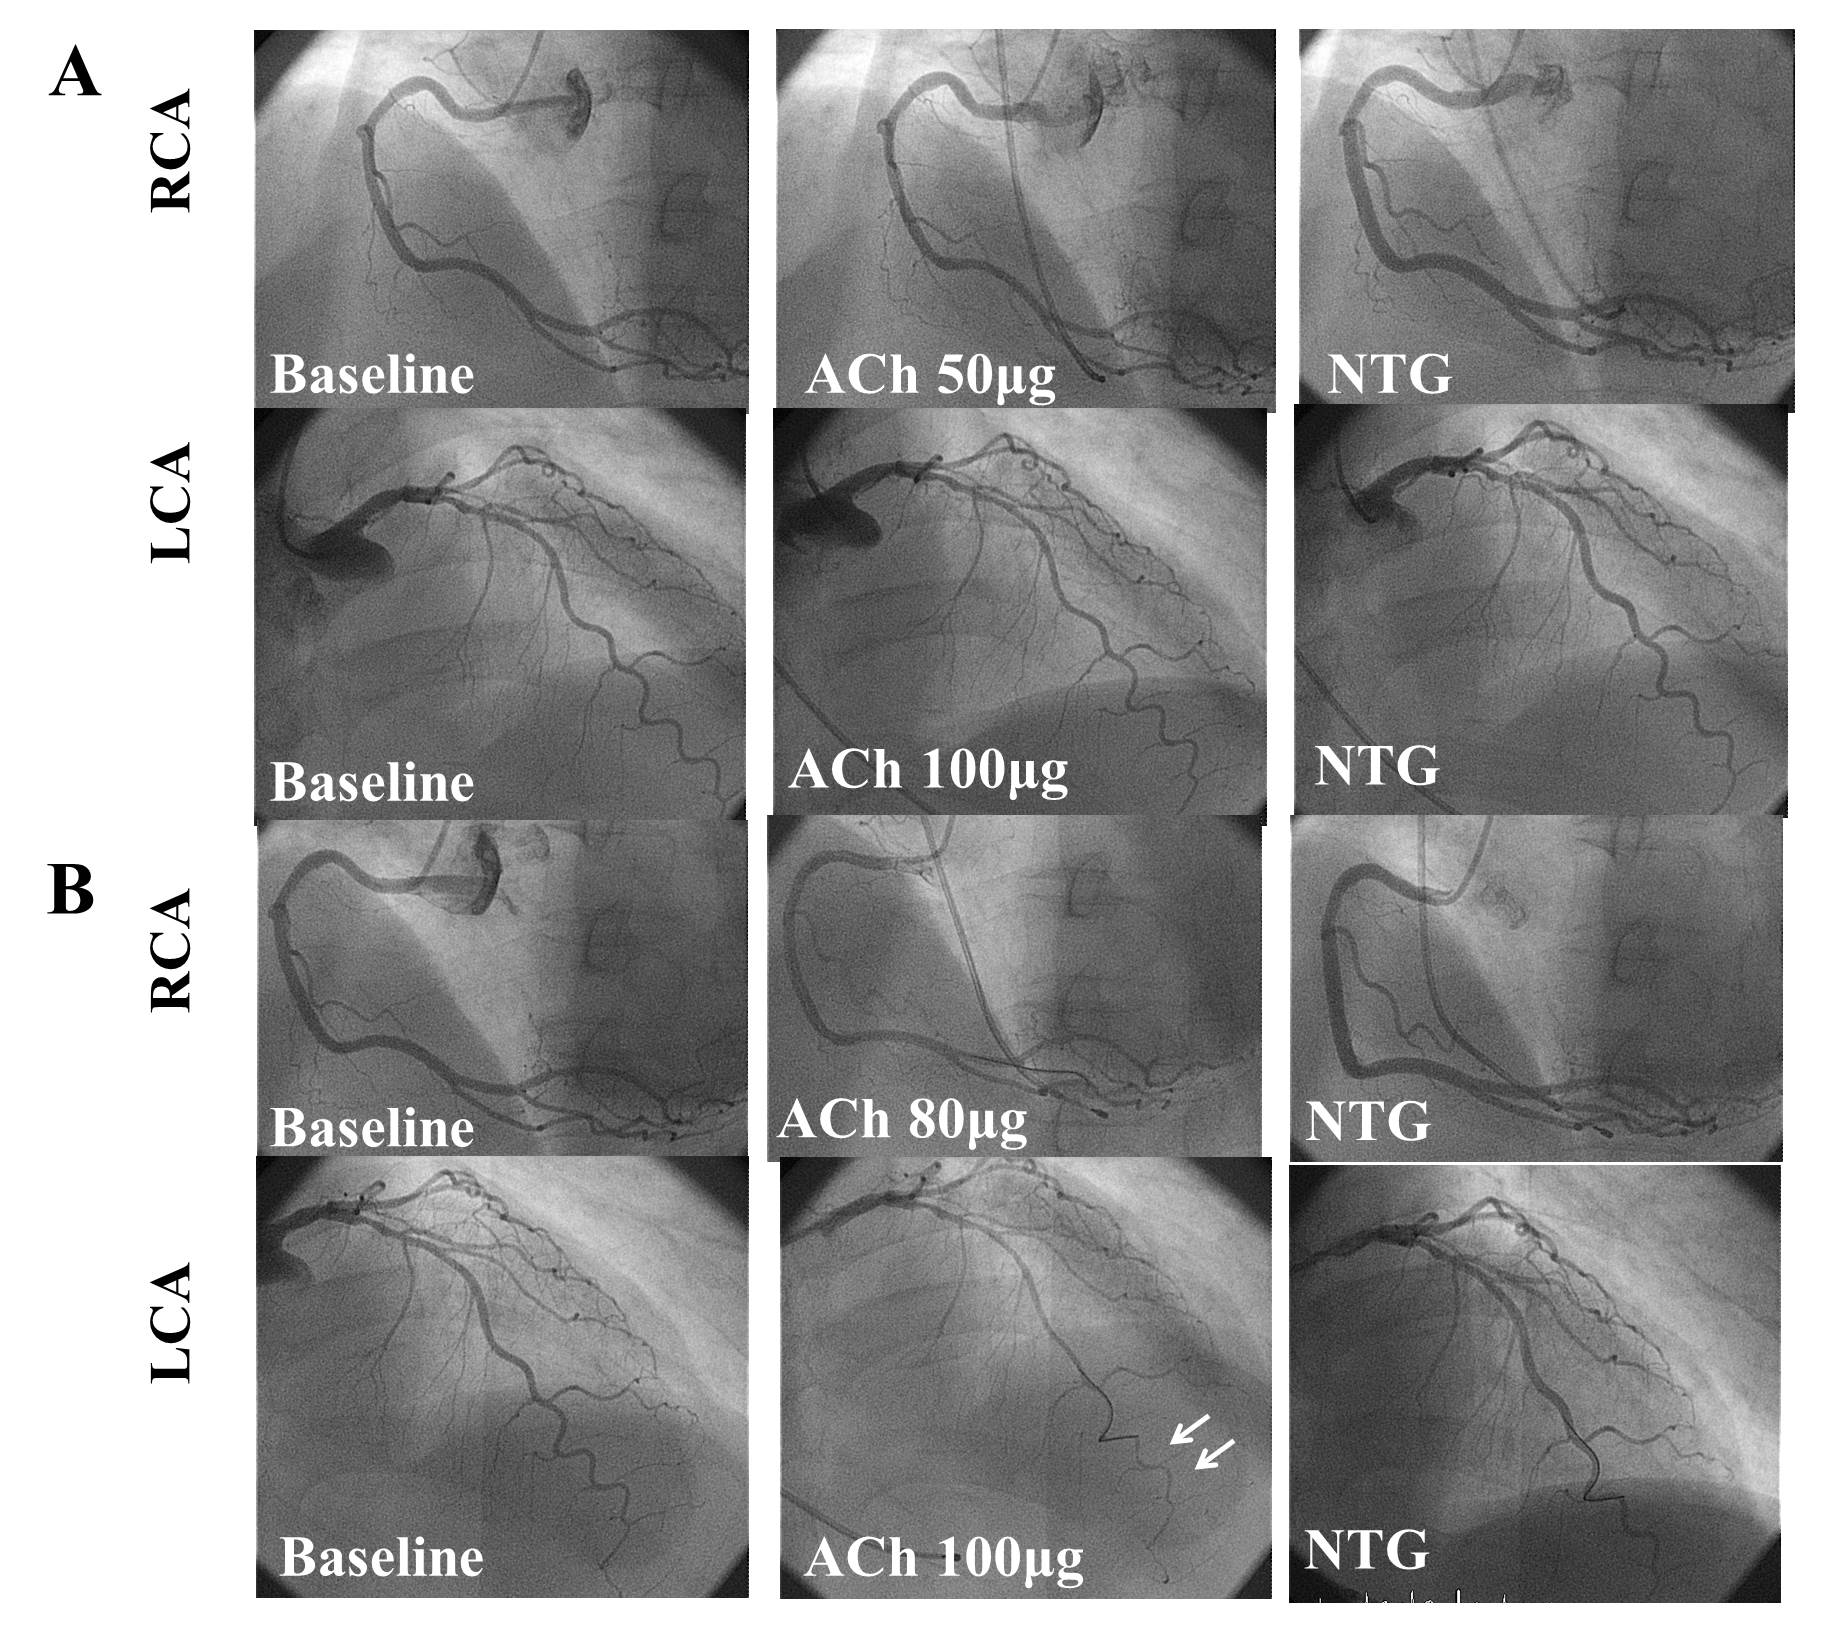 A
RCA
Baseline
ACh 50µg
NTG
LCA
Baseline
ACh 100µg
NTG
B
RCA
Baseline
ACh 80µg
NTG
LCA
Baseline
ACh 100µg
NTG